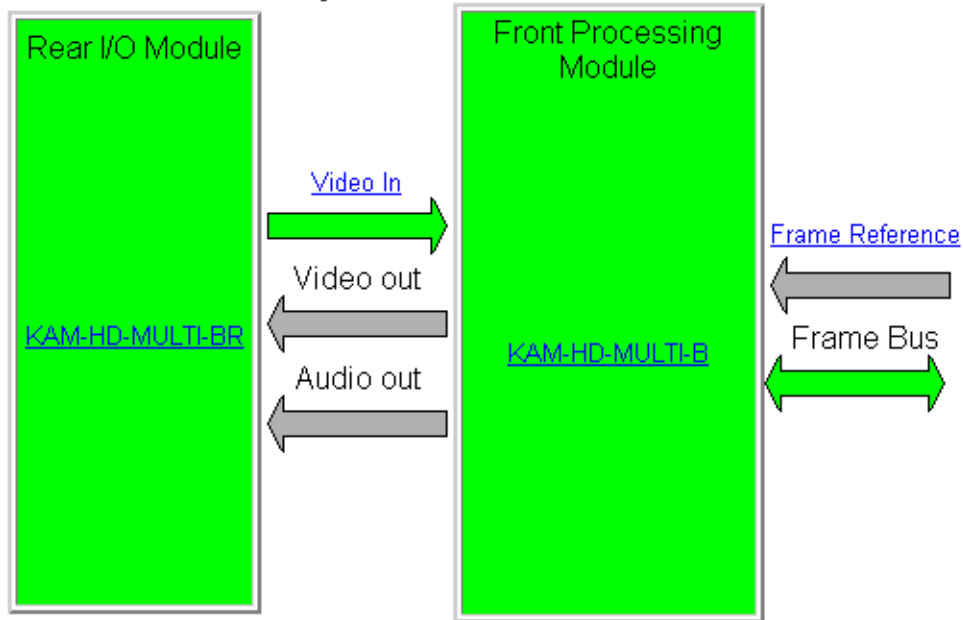 Rear I/O Module
KAM-HD-MULTI-BR
Video In
Video out
Audio out
Front Processing
Module
KAM-HD-MULTI-B
Frame Reference
Frame Bus